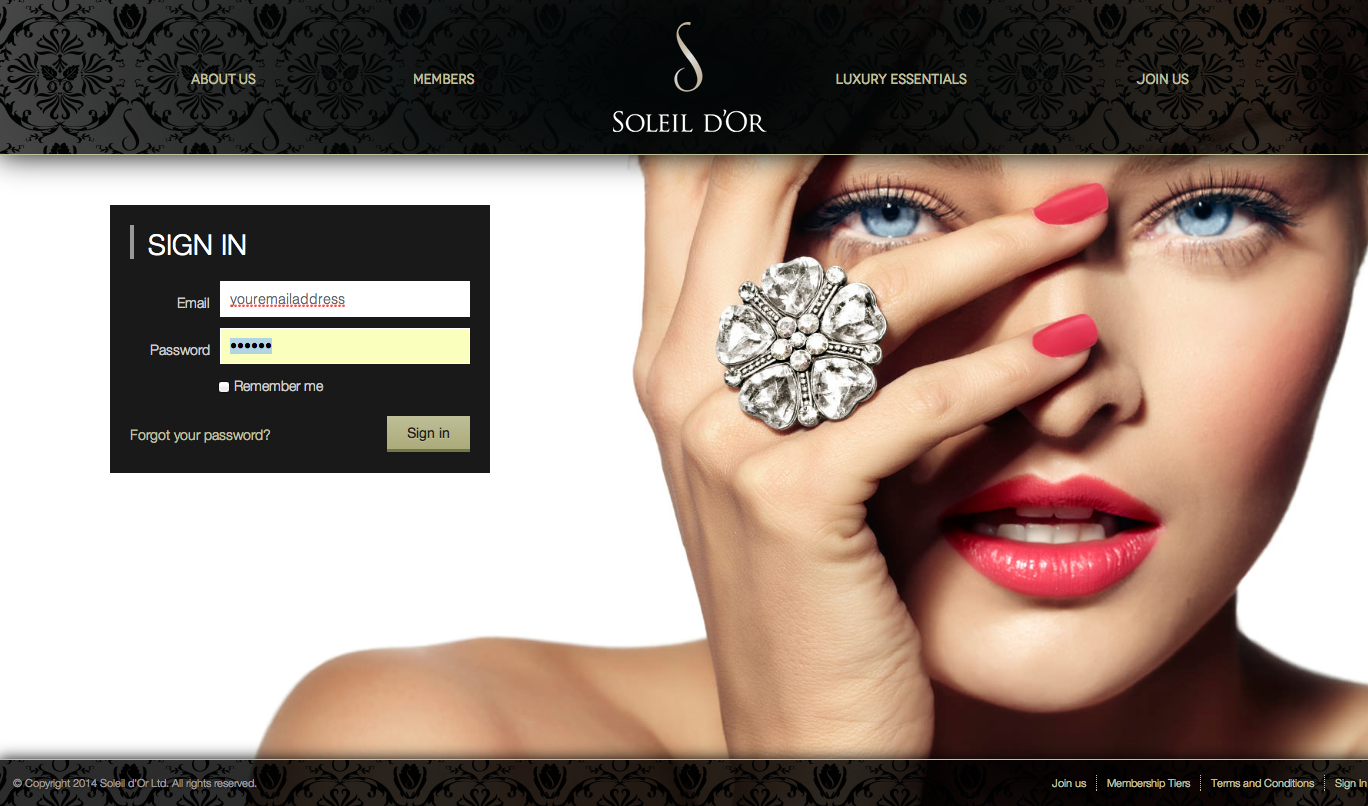 ABOUT US
MEMBERS
SOLEIL D'OR
LUXURY ESSENTIALS
JOIN US
SIGN IN
Email youremailaddress
Password ••••••
Remember me
Forgot your password? Sign in
© Copyright 2014 Soleil d'Or Ltd. All rights reserved. Join us Membership Tiers Terms and Conditions Sign In